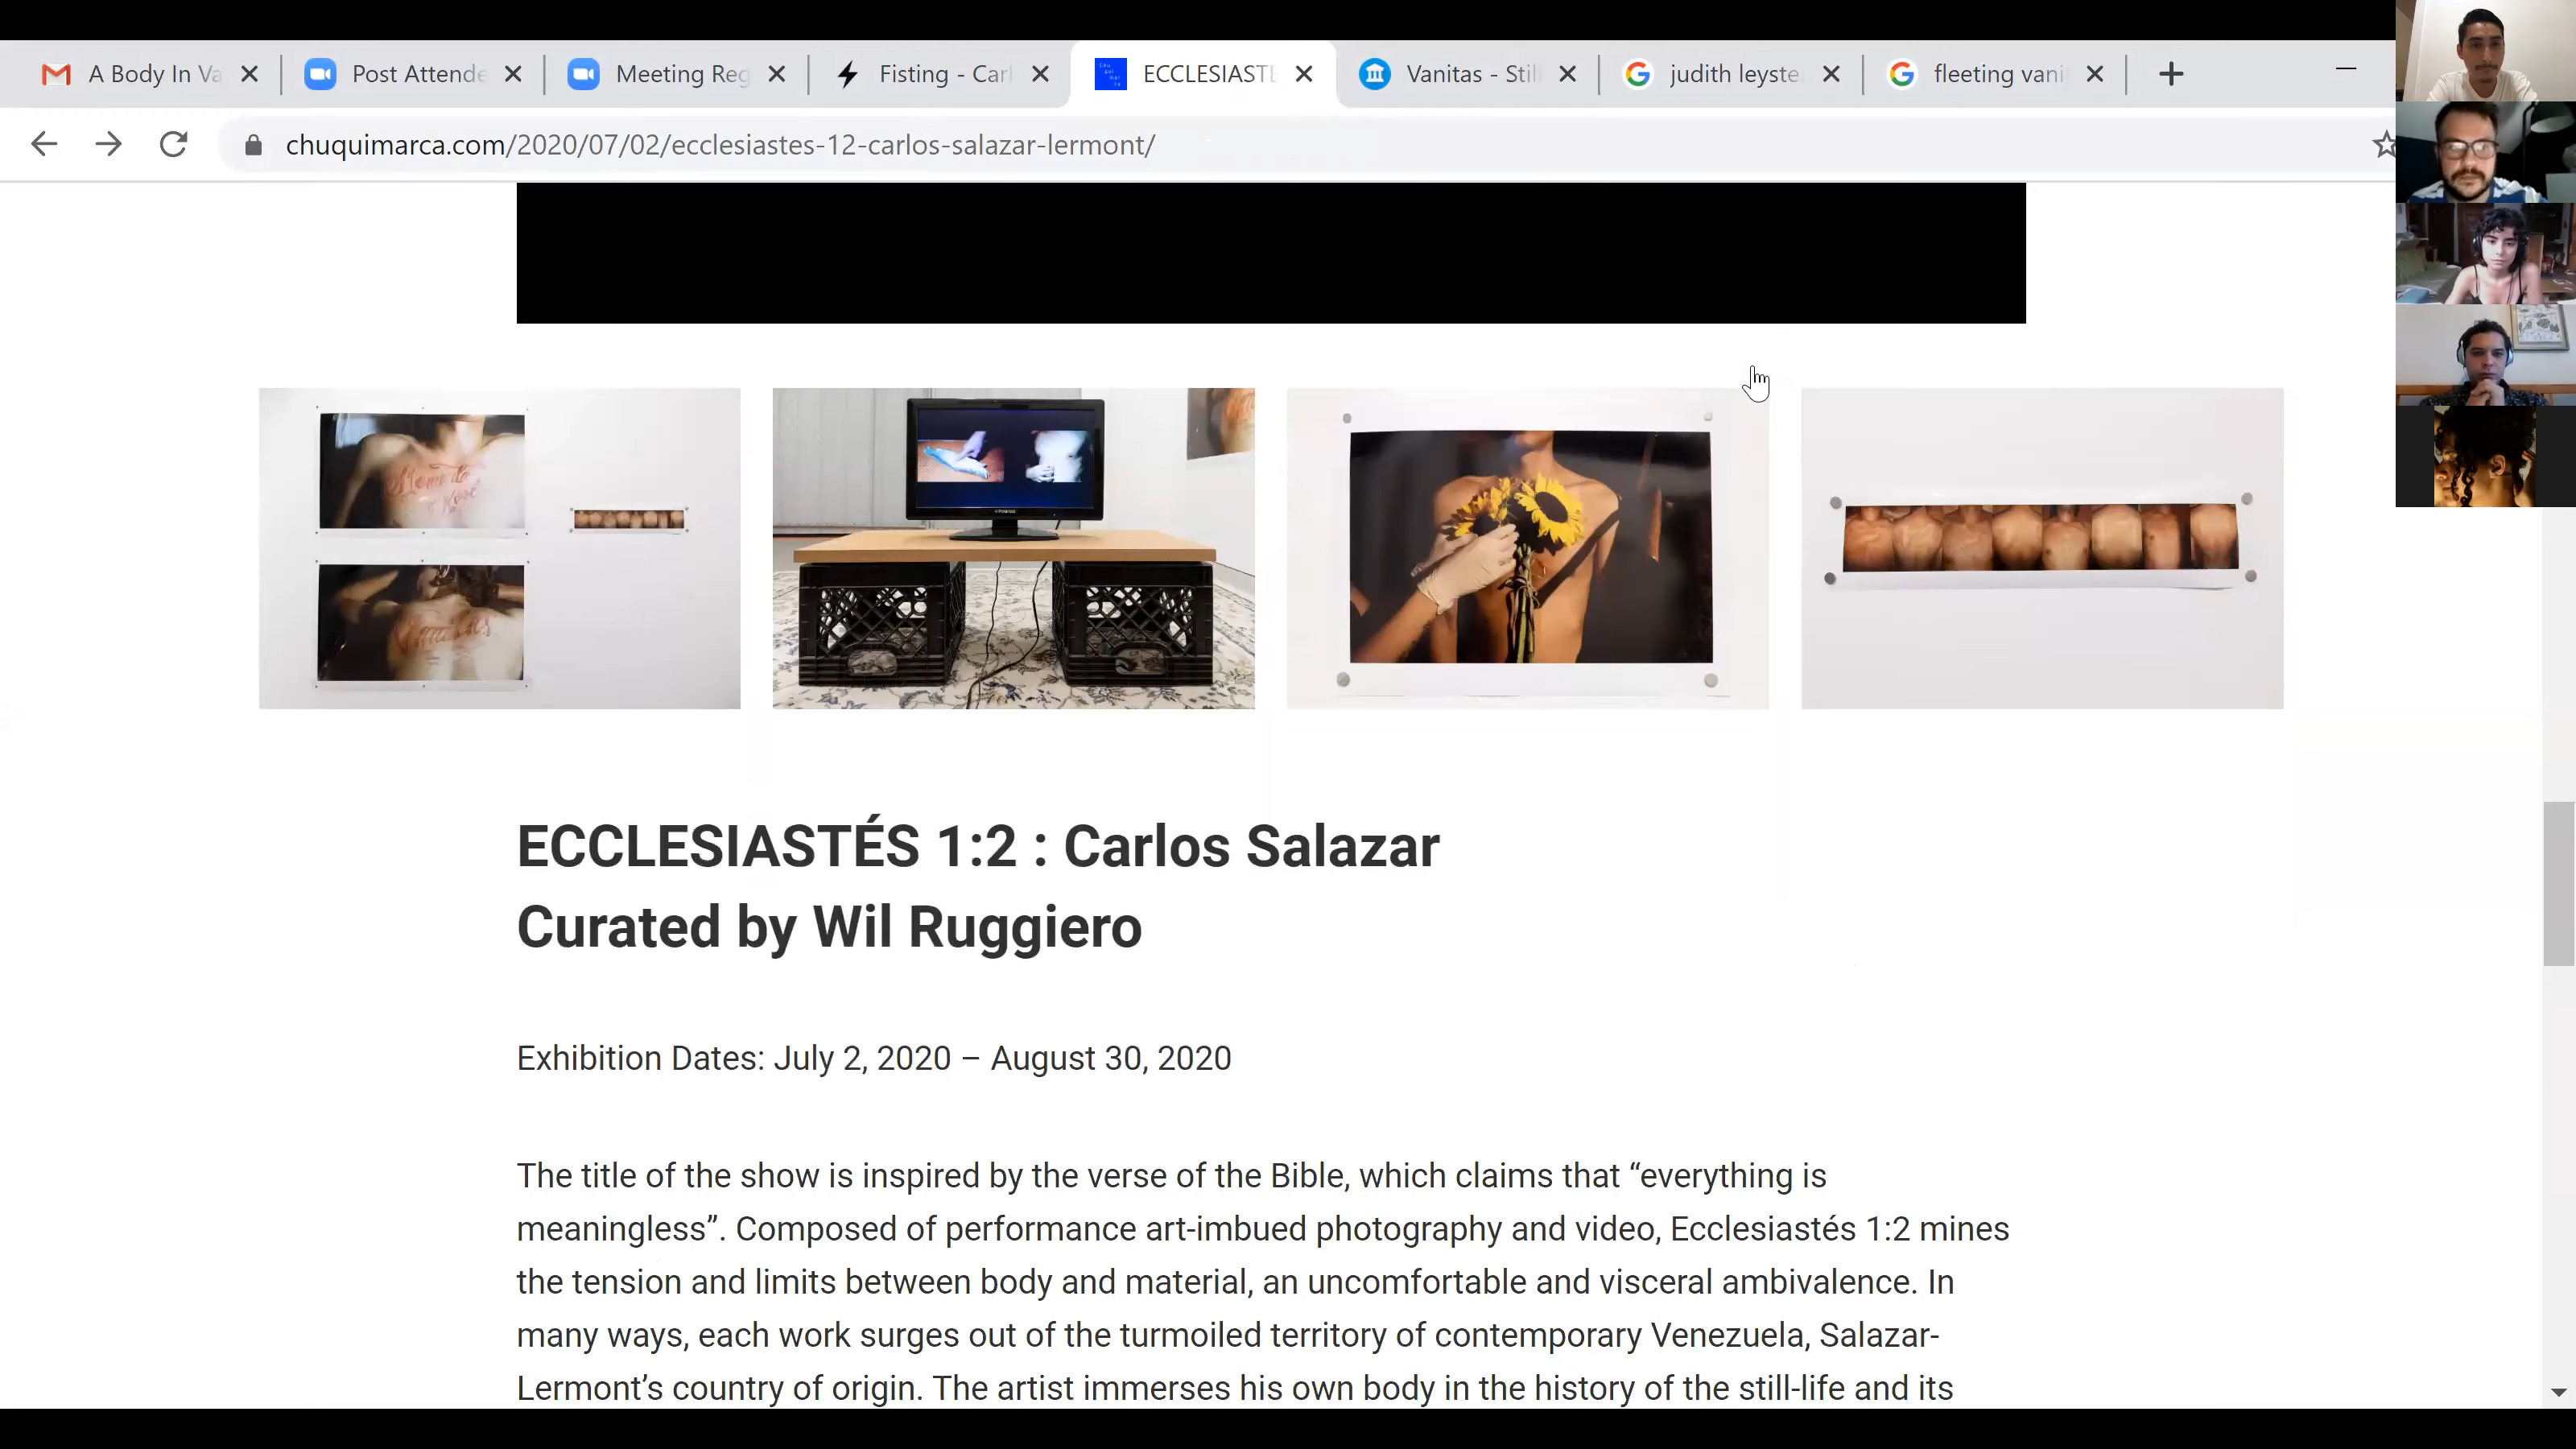 A Body In Va
Post Attende
Meeting Reg
Fisting - Carl
ECCLESIASTE
Vanitas - Still
judith leyste
fleeting vani
chuquimarca.com/2020/07/02/ecclesiastes-12-carlos-salazar-lermont/
Vanitas
POLAROID
ECCLESIASTÉS 1:2 : Carlos Salazar
Curated by Wil Ruggiero
Exhibition Dates: July 2, 2020 – August 30, 2020
The title of the show is inspired by the verse of the Bible, which claims that “everything is
meaningless”. Composed of performance art-imbued photography and video, Ecclesiastés 1:2 mines
the tension and limits between body and material, an uncomfortable and visceral ambivalence. In
many ways, each work surges out of the turmoiled territory of contemporary Venezuela, Salazar-
Lermont’s country of origin. The artist immerses his own body in the history of the still-life and its